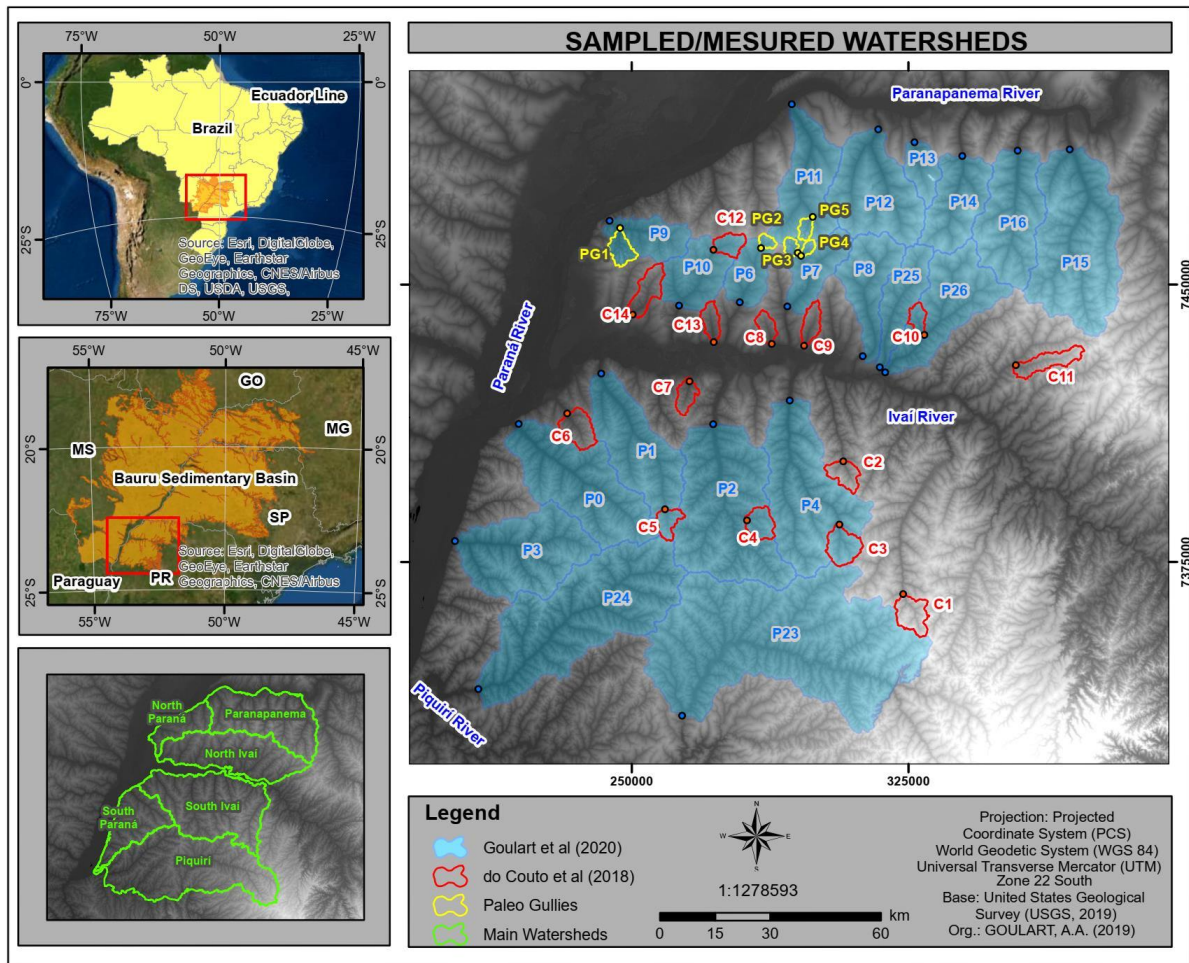 SAMPLED/MESURED WATERSHEDS
75°W
50°W
25°W
0°
0°
Ecuador Line
Brazil
25°S
25°S
Source: Esri, DigitalGlobe,
GeoEye, Earthstar
Geographics, CNES/Airbus
DS, USDA, USGS,
75°W
50°W
25°W
55°W
50°W
45°W
GO
MG
MS
20°S
20°S
Bauru Sedimentary Basin
SP
Source: Esri, DigitalGlobe,
GeoEye, Earthstar
Geographics, CNES/Airbus
Paraguay
PR
25°S
25°S
55°W
50°W
45°W
North
Paraná
Paranapanema
North Ivaí
South
Paraná
South Ivaí
Piquirí
Paranapanema River
P13
P11
P12
P14
P16
PG5
PG2
C12
P9
PG1
PG4
PG3
P10
P6
P7
P8
P25
P15
P26
7450000
C14
C13
C8
C9
C10
C11
Paraná River
C7
Ivaí River
C6
P1
C2
P2
P0
P4
C5
C4
C3
P3
7375000
P24
C1
P23
Piquirí River
250000
325000
Legend
Goulart et al (2020)
do Couto et al (2018)
Paleo Gullies
Main Watersheds
N
W
E
S
1:1278593
km
0
15
30
60
Projection: Projected
Coordinate System (PCS)
World Geodetic System (WGS 84)
Universal Transverse Mercator (UTM)
Zone 22 South
Base: United States Geological
Survey (USGS, 2019)
Org.: GOULART, A.A. (2019)